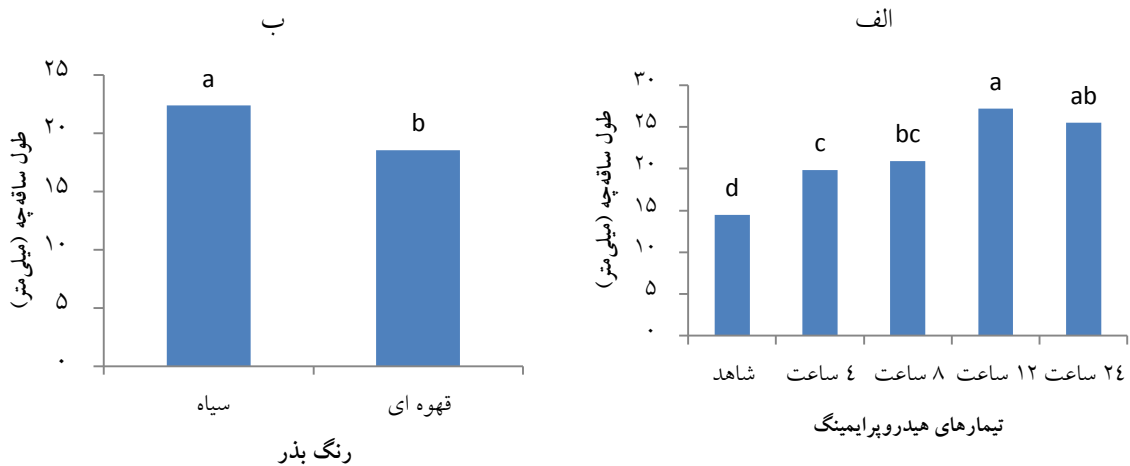 الف
طول ساقه‌چه (میلی‌متر)
۳۰
۲۵
۲۰
۱۵
۱۰
۵
۰
d
c
bc
a
ab
شاهد
٤ ساعت
۸ ساعت
۱۲ ساعت
۲٤ ساعت
تیمارهای هیدروپرایمینگ
ب
طول ساقه‌چه (میلی‌متر)
۲۵
۲۰
۱۵
۱۰
۵
۰
a
b
سیاه
قهوه ای
رنگ بذر